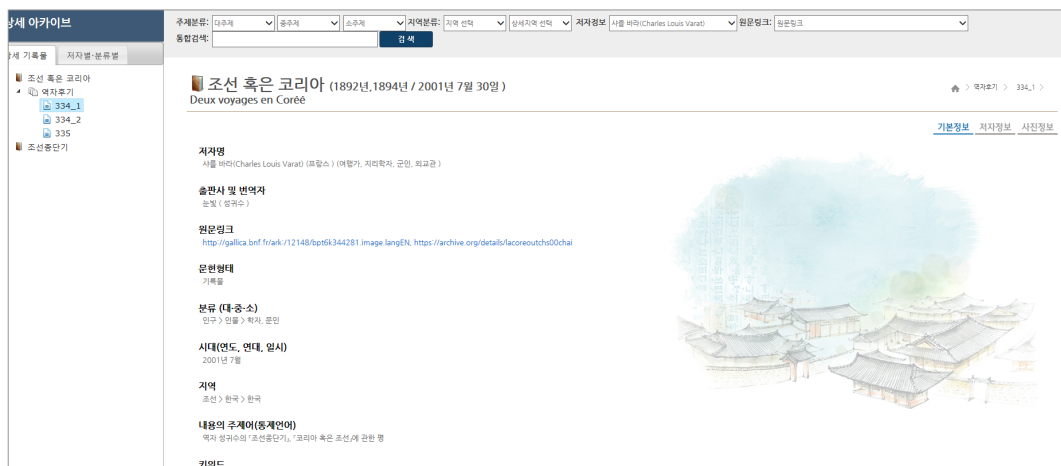 상세 아카이브
주제분류: 대주제 중주제 소주제 지역분류: 지역 선택 상세지역 선택 저자정보 샤를 바라(Charles Louis Varat) 원문링크: 원문링크
통합검색: 검 색
상세 기록물 저자별·분류별
조선 혹은 코리아
역자후기
334_1
334_2
335
조선종단기
조선 혹은 코리아 (1892년,1894년 / 2001년 7월 30일 )
Deux voyages en Coréé
역자후기 > 334_1 >
기본정보 저자정보 사진정보
저자명
샤를 바라(Charles Louis Varat) (프랑스 ) (여행가, 지리학자, 군인, 외교관 )
출판사 및 번역자
눈빛 ( 성귀수 )
원문링크
http://gallica.bnf.fr/ark:/12148/bpt6k344281.image.langEN, https://archive.org/details/lacoreoutchs00chai
문헌형태
기록물
분류 (대·중·소)
인구 > 인물 > 학자, 문인
시대(연도, 연대, 일시)
2001년 7월
지역
조선 > 한국 > 한국
내용의 주제어(통제언어)
역자 성귀수의 『조선종단기』, 『코리아 혹은 조선』에 관한 평
키워드